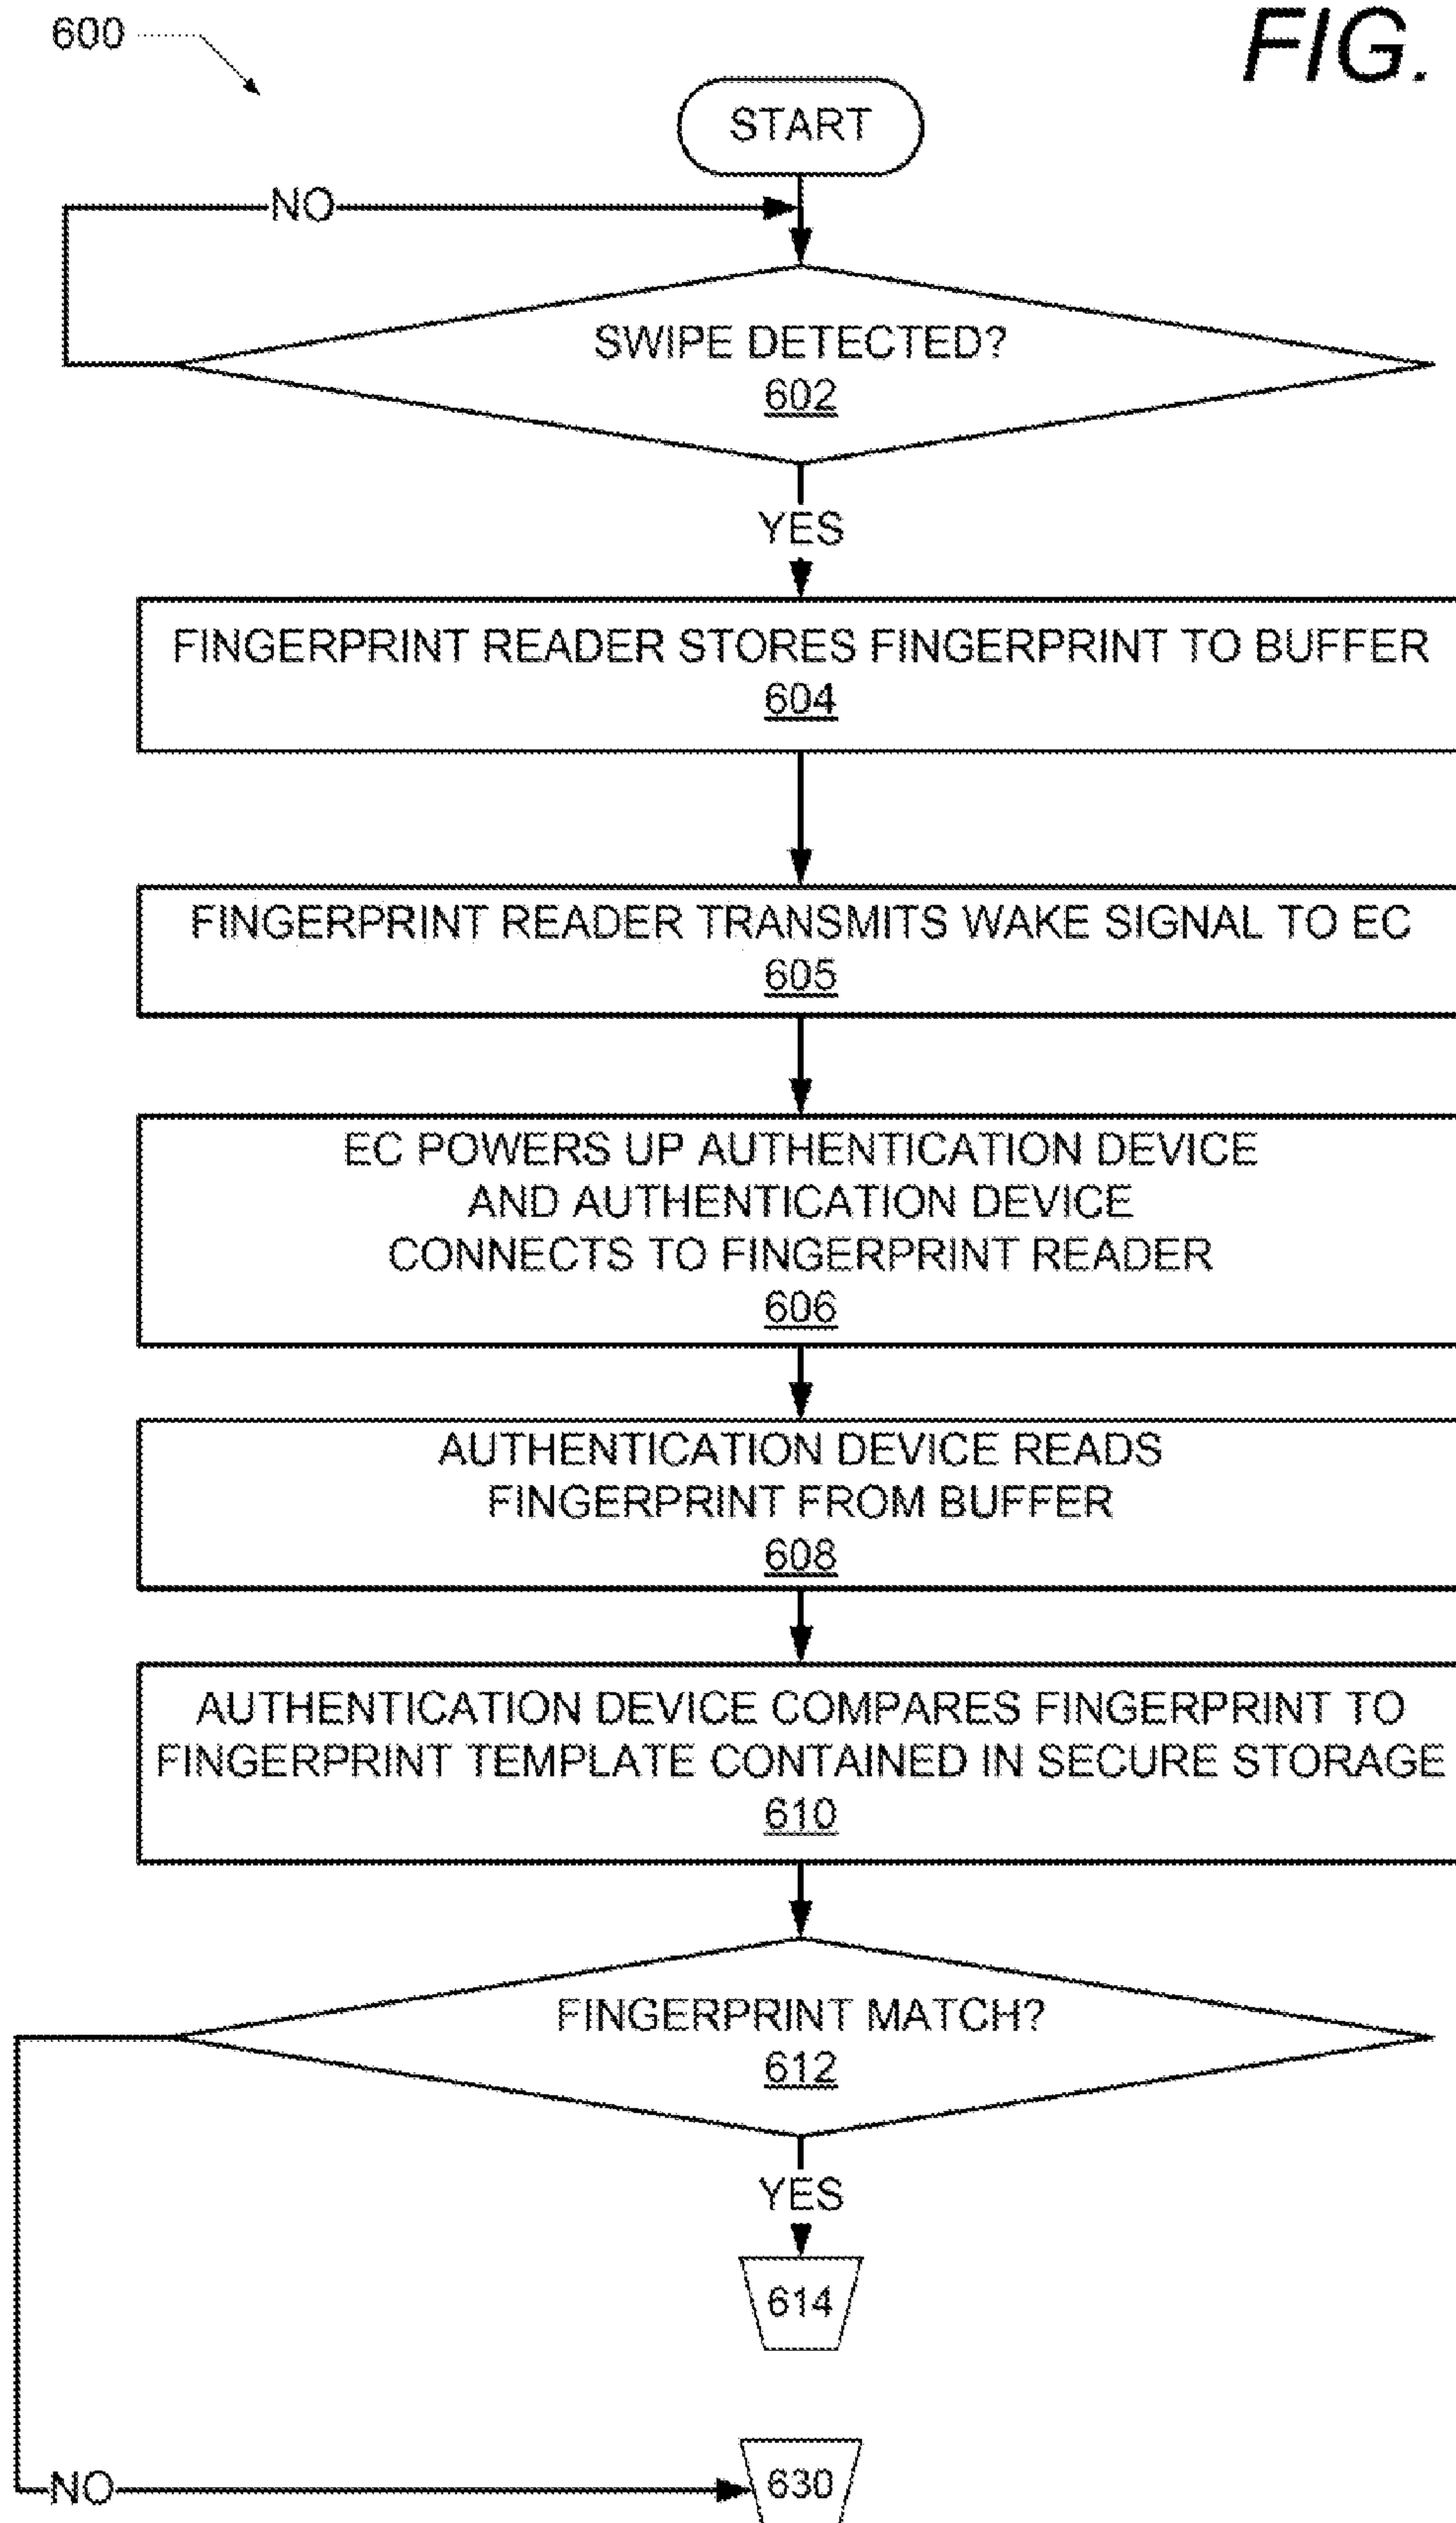 600
FIG.
START
NO
SWIPE DETECTED?
602
YES
FINGERPRINT READER STORES FINGERPRINT TO BUFFER
604
FINGERPRINT READER TRANSMITS WAKE SIGNAL TO EC
605
EC POWERS UP AUTHENTICATION DEVICE
AND AUTHENTICATION DEVICE
CONNECTS TO FINGERPRINT READER
606
AUTHENTICATION DEVICE READS
FINGERPRINT FROM BUFFER
608
AUTHENTICATION DEVICE COMPARES FINGERPRINT TO
FINGERPRINT TEMPLATE CONTAINED IN SECURE STORAGE
610
FINGERPRINT MATCH?
612
YES
614
NO
630